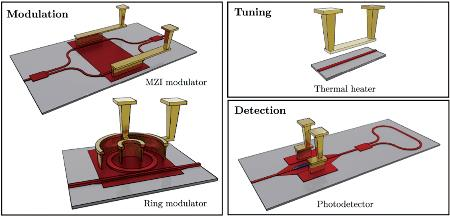 Modulation
MZI modulator
Ring modulator
Tuning
Thermal heater
Detection
Photodetector